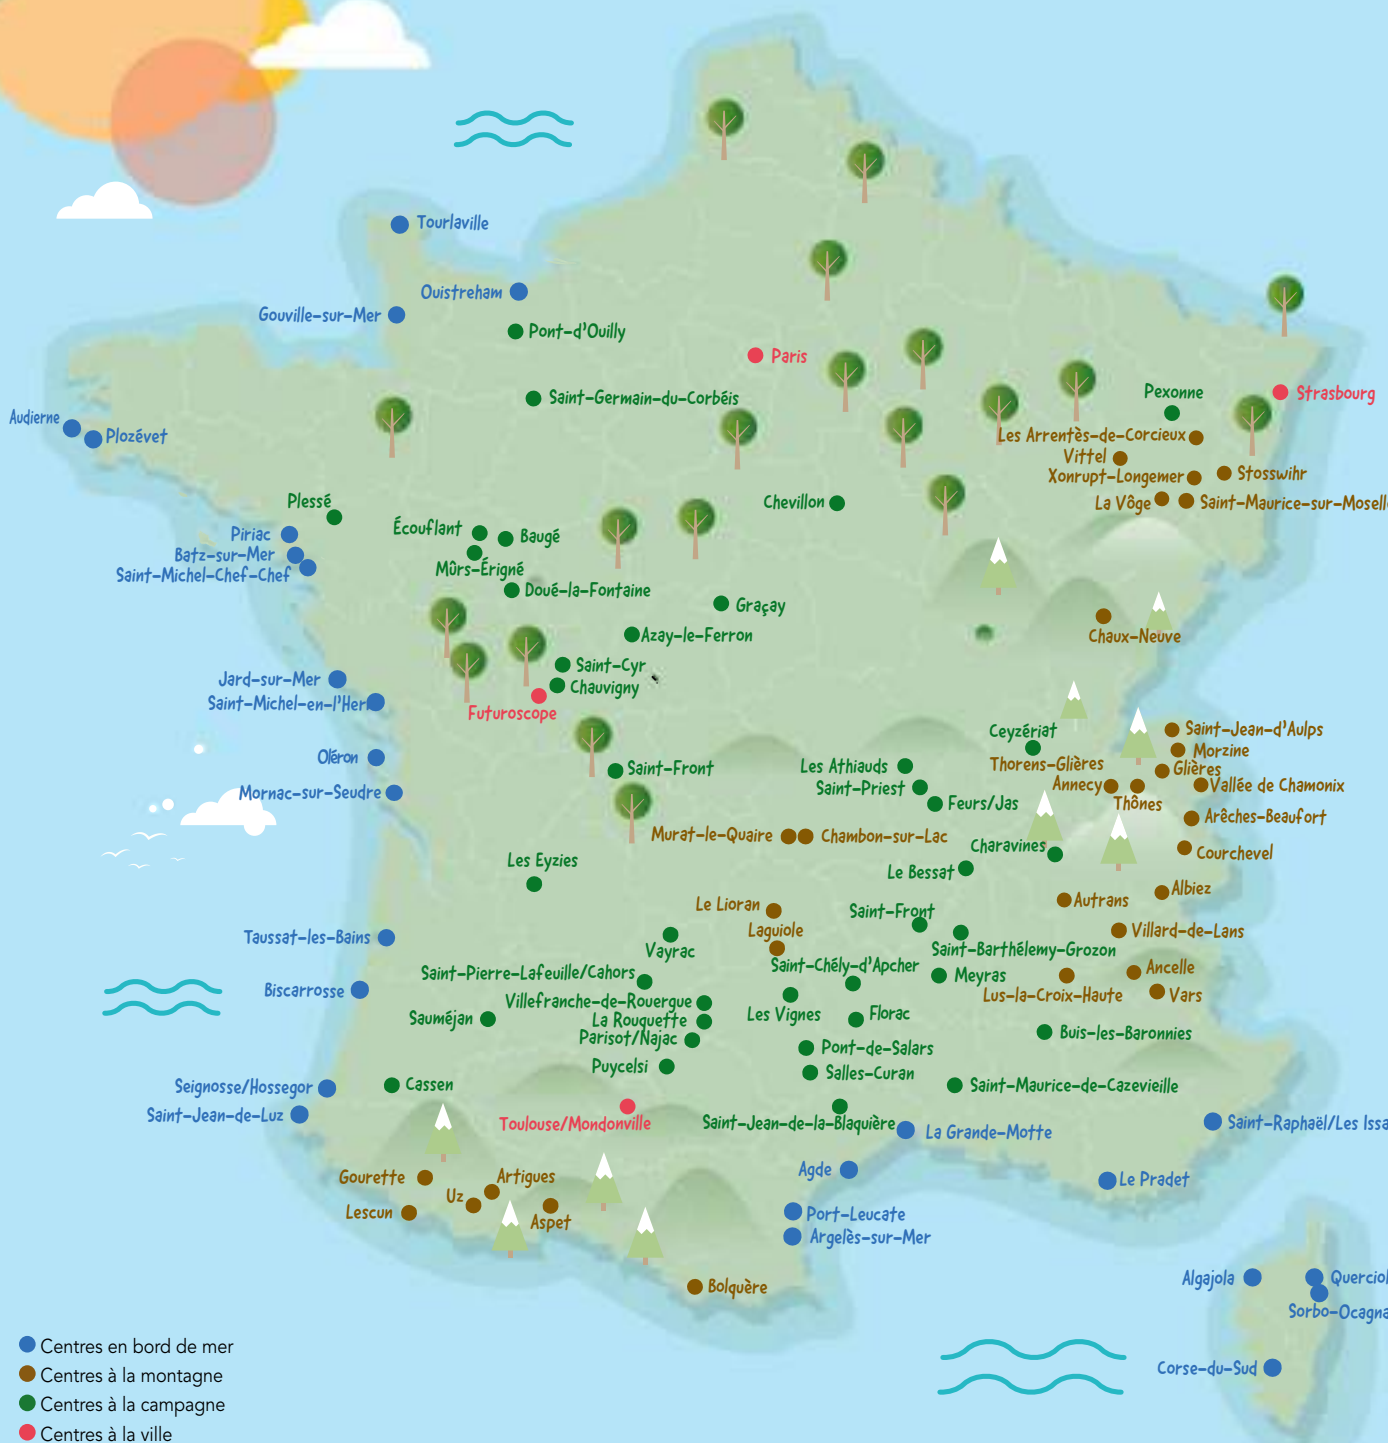 Tourlaville
Ouistreham
Gouville-sur-Mer
Pont-d'Ouilly
Paris
Saint-Germain-du-Corbéis
Pexonne
Strasbourg
Audierne
Plozévet
Les Arrentès-de-Corcieux
Vittel
Xonrupt-Longemer
Stosswihr
La Vôge
Saint-Maurice-sur-Mosell
Plessé
Chevillon
Piriac
Écouflant
Baugé
Batz-sur-Mer
Mûrs-Érigné
Saint-Michel-Chef-Chef
Doué-la-Fontaine
Graçay
Azay-le-Ferron
Chaux-Neuve
Saint-Cyr
Jard-sur-Mer
Chauvigny
Saint-Michel-en-l'Her
Futuroscope
Ceyzériat
Saint-Jean-d'Aulps
Morzine
Oléron
Saint-Front
Les Athiauds
Thorens-Glières
Glières
Saint-Priest
Annecy
Vallée de Chamonix
Mornac-sur-Seudre
Feurs/Jas
Thônes
Arêches-Beaufort
Murat-le-Quaire
Chambon-sur-Lac
Charavines
Courchevel
Les Eyzies
Le Bessat
Albiez
Autrans
Le Lioran
Saint-Front
Laguiole
Villard-de-Lans
Taussat-les-Bains
Vayrac
Saint-Barthélemy-Grozon
Saint-Chély-d'Apcher
Ancelle
Saint-Pierre-Lafeuille/Cahors
Meyras
Biscarrosse
Lus-la-Croix-Haute
Vars
Villefranche-de-Rouergue
Les Vignes
Florac
Sauméjan
La Rouquette
Buis-les-Baronnies
Parisot/Najac
Pont-de-Salars
Puycelsi
Salles-Curan
Seignosse/Hossegor
Cassen
Saint-Maurice-de-Cazevieille
Saint-Jean-de-Luz
Toulouse/Mondonville
Saint-Jean-de-la-Blaquière
La Grande-Motte
Saint-Raphaël/Les Issa
Agde
Le Pradet
Gourette
Artigues
Uz
Lescun
Aspet
Port-Leucate
Argelès-sur-Mer
Bolquère
Algajola
Querciol
Sorbo-Ocagna
Corse-du-Sud
Centres en bord de mer
Centres à la montagne
Centres à la campagne
Centres à la ville